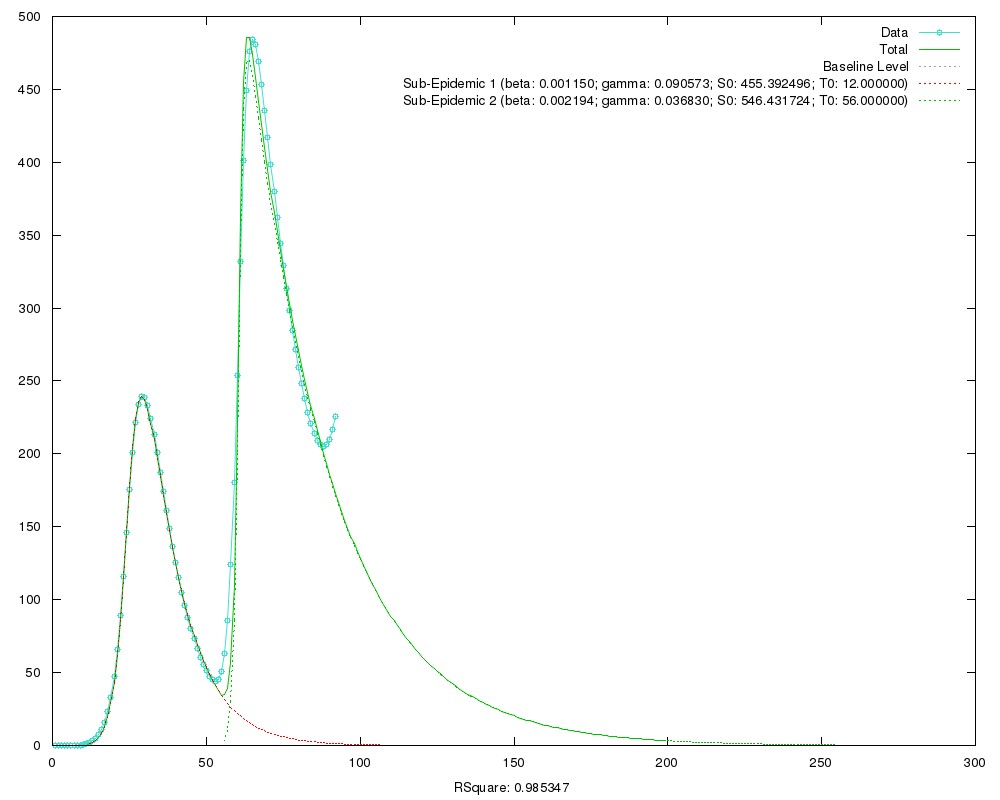 500
450
400
350
300
250
200
150
100
50
0
0 50 100 150 200 250 300
Data
Total
Baseline Level
Sub-Epidemic 1 (beta: 0.001150; gamma: 0.090573; S0: 455.392496; T0: 12.000000)
Sub-Epidemic 2 (beta: 0.002194; gamma: 0.036830; S0: 546.431724; T0: 56.000000)
RSquare: 0.985347